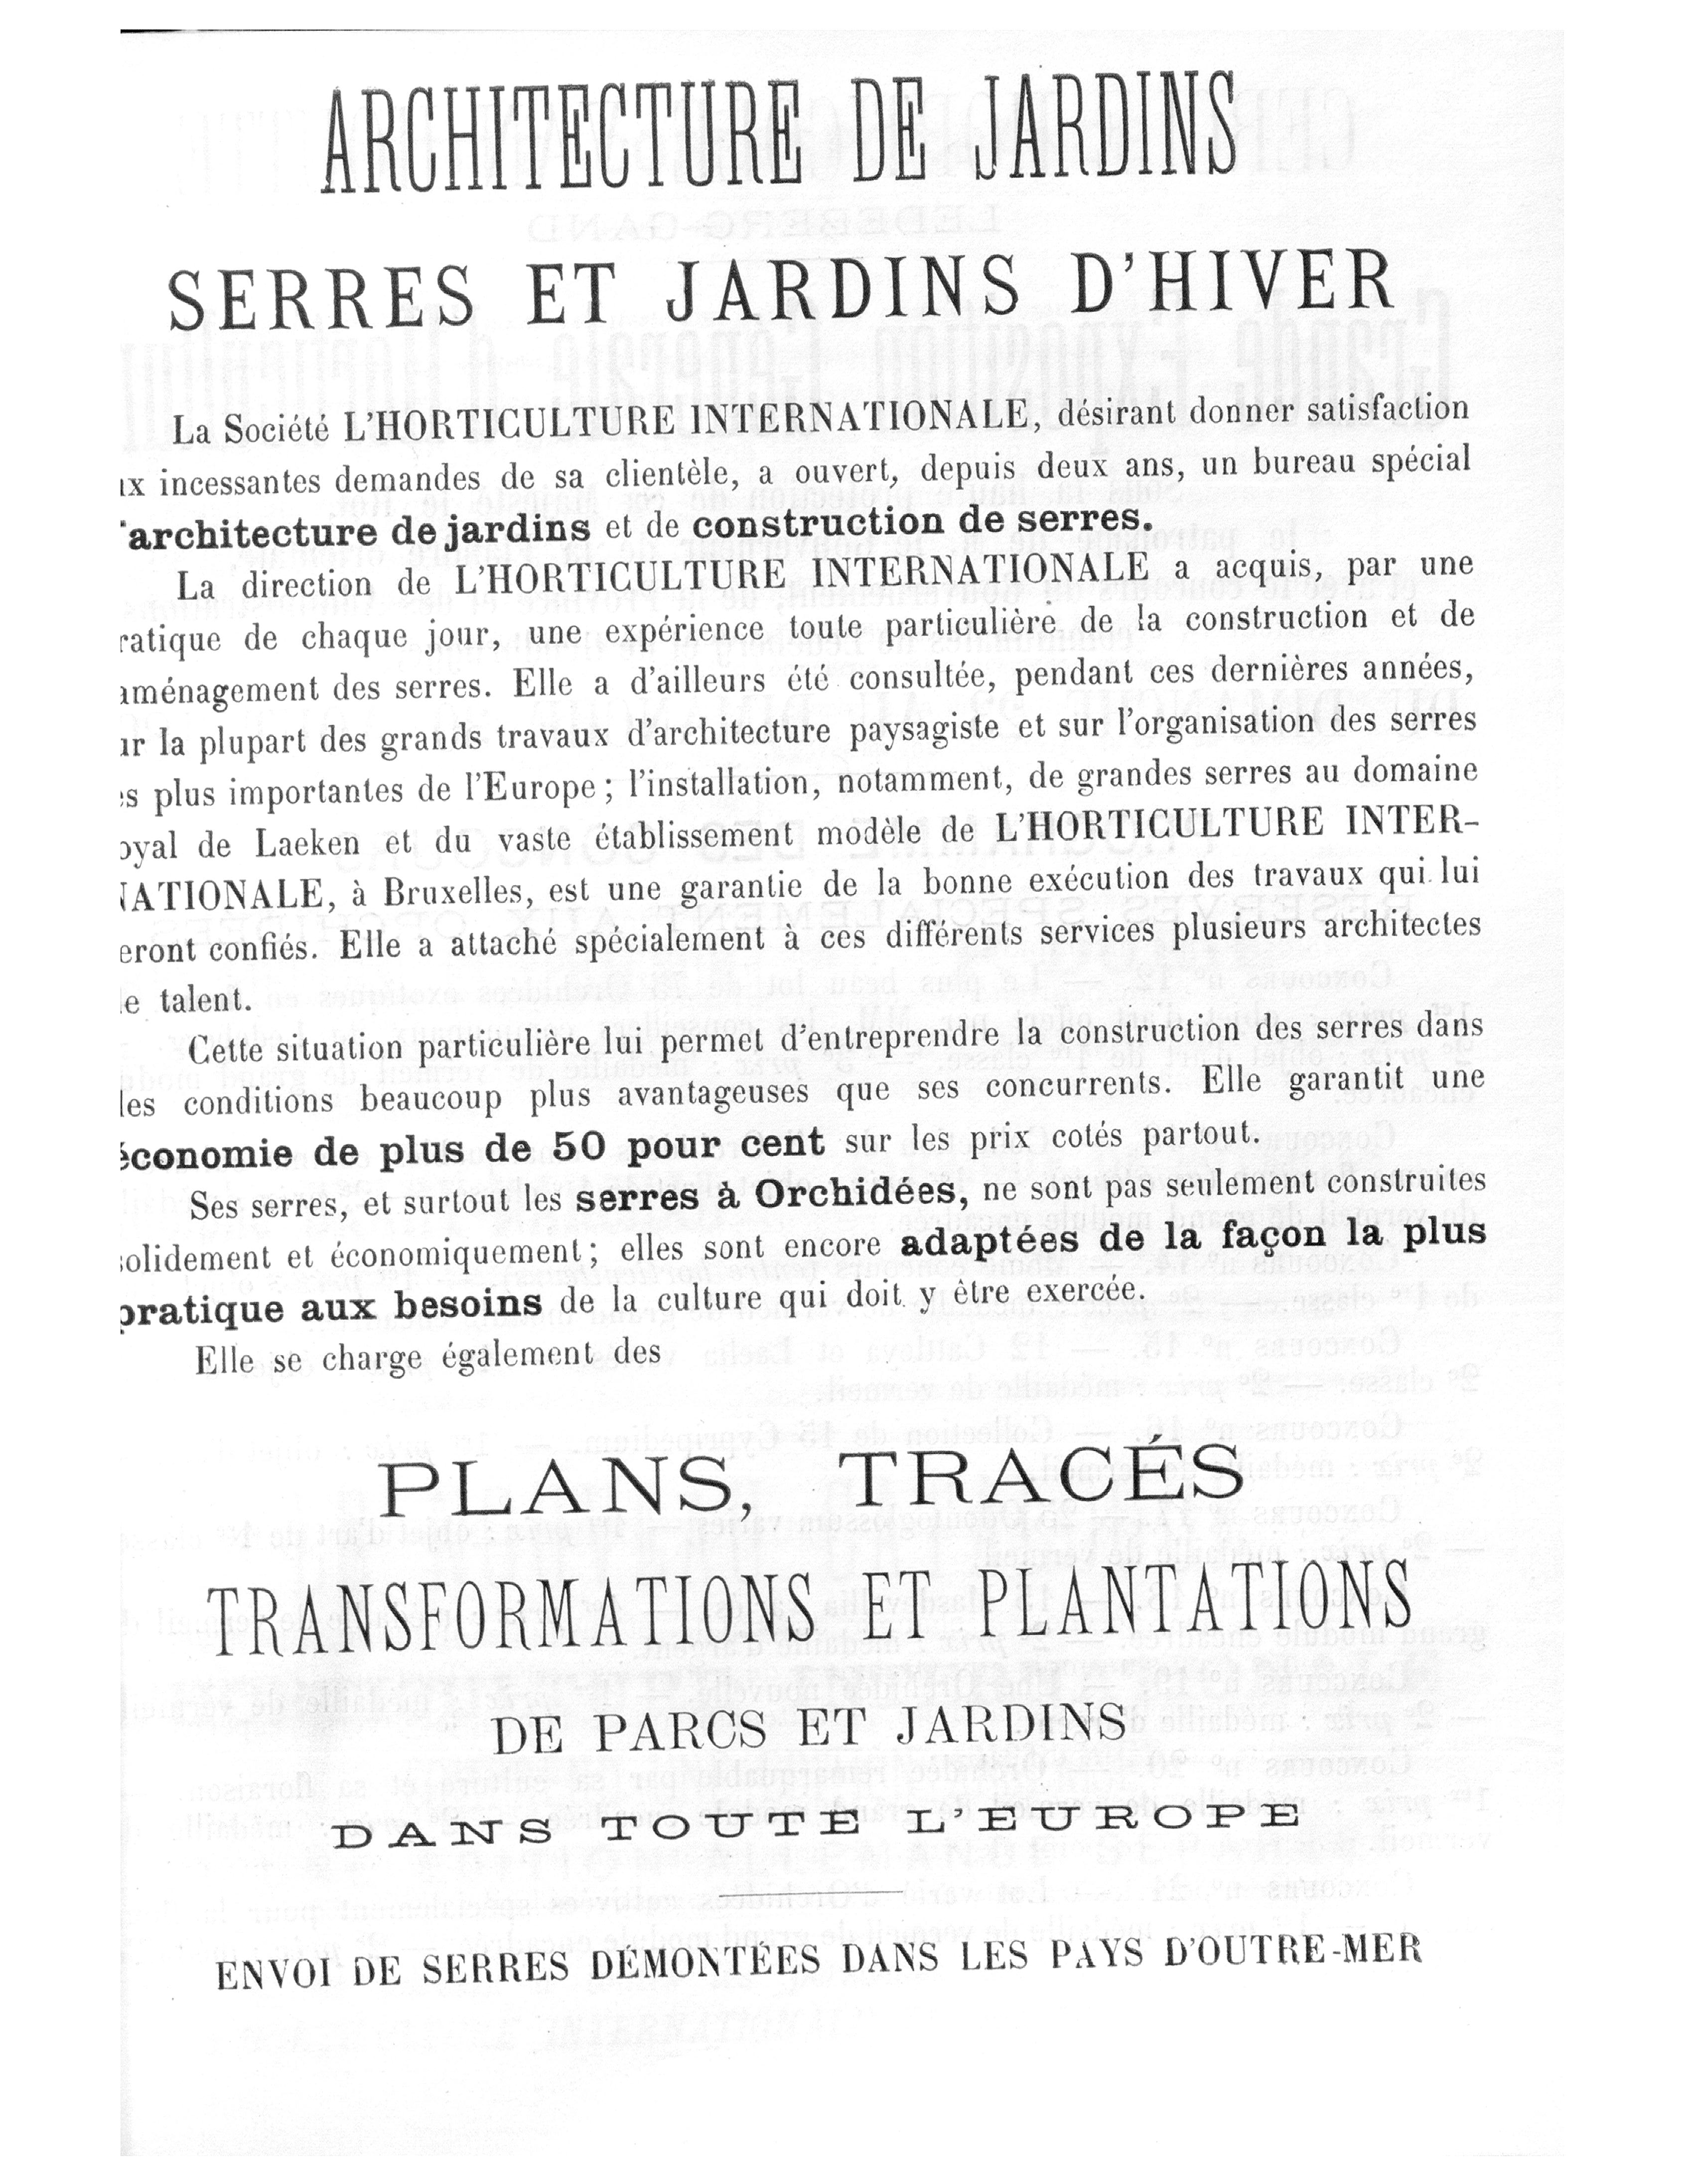 ARCHITECTURE DE JARDINS
SERRES ET JARDINS D'HIVER
La Société L'HORTICULTURE INTERNATIONALE, désirant donner satisfaction
x incessantes demandes de sa clientèle, a ouvert, depuis deux ans, un bureau spécial
'architecture de jardins et de construction de serres.
La direction de L'HORTICULTURE INTERNATIONALE a acquis, par une
ratique de chaque jour, une expérience toute particulière de la construction et de
aménagement des serres. Elle a d'ailleurs été consultée, pendant ces dernières années,
r la plupart des grands travaux d'architecture paysagiste et sur l'organisation des serres
s plus importantes de l'Europe; l'installation, notamment, de grandes serres au domaine
oyal de Laeken et du vaste établissement modèle de L'HORTICULTURE INTER-
NATIONALE, à Bruxelles, est une garantie de la bonne exécution des travaux qui lui
eront confiés. Elle a attaché spécialement à ces différents services plusieurs architectes
e talent.
Cette situation particulière lui permet d'entreprendre la construction des serres dans
des conditions beaucoup plus avantageuses que ses concurrents. Elle garantit une
économie de plus de 50 pour cent sur les prix cotés partout.
Ses serres, et surtout les serres à Orchidées, ne sont pas seulement construites
solidement et économiquement; elles sont encore adaptées de la façon la plus
pratique aux besoins de la culture qui doit y être exercée.
Elle se charge également des
PLANS, TRACÉS
TRANSFORMATIONS ET PLANTATIONS
DE PARCS ET JARDINS
DANS TOUTE L'EUROPE
ENVOI DE SERRES DÉMONTÉES DANS LES PAYS D'OUTRE-MER